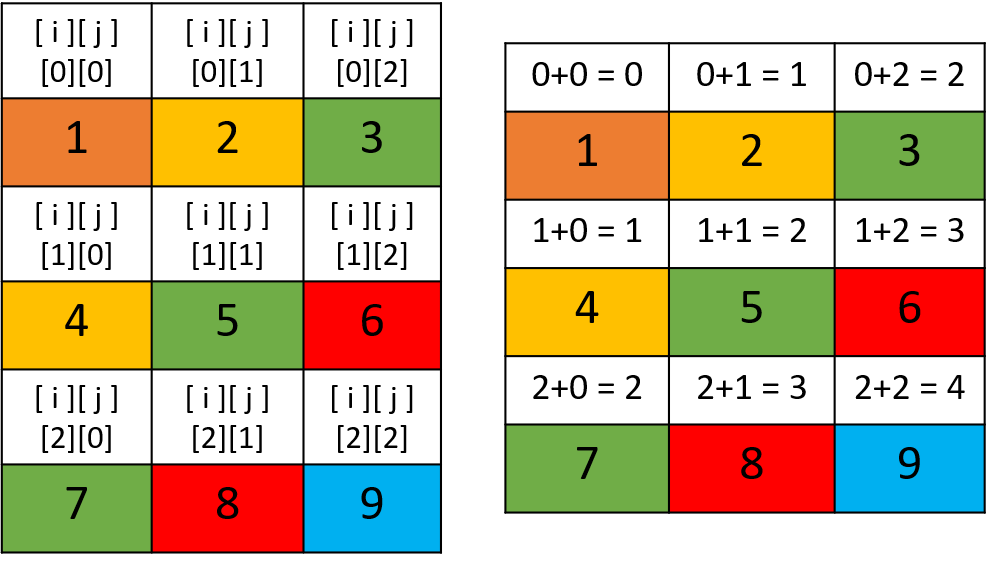 [ i ][ j ] [ i ][ j ] [ i ][ j ]
[0][0] [0][1] [0][2]
1 2 3
[ i ][ j ] [ i ][ j ] [ i ][ j ]
[1][0] [1][1] [1][2]
4 5 6
[ i ][ j ] [ i ][ j ] [ i ][ j ]
[2][0] [2][1] [2][2]
7 8 9
0+0 = 0 0+1 = 1 0+2 = 2
1 2 3
1+0 = 1 1+1 = 2 1+2 = 3
4 5 6
2+0 = 2 2+1 = 3 2+2 = 4
7 8 9